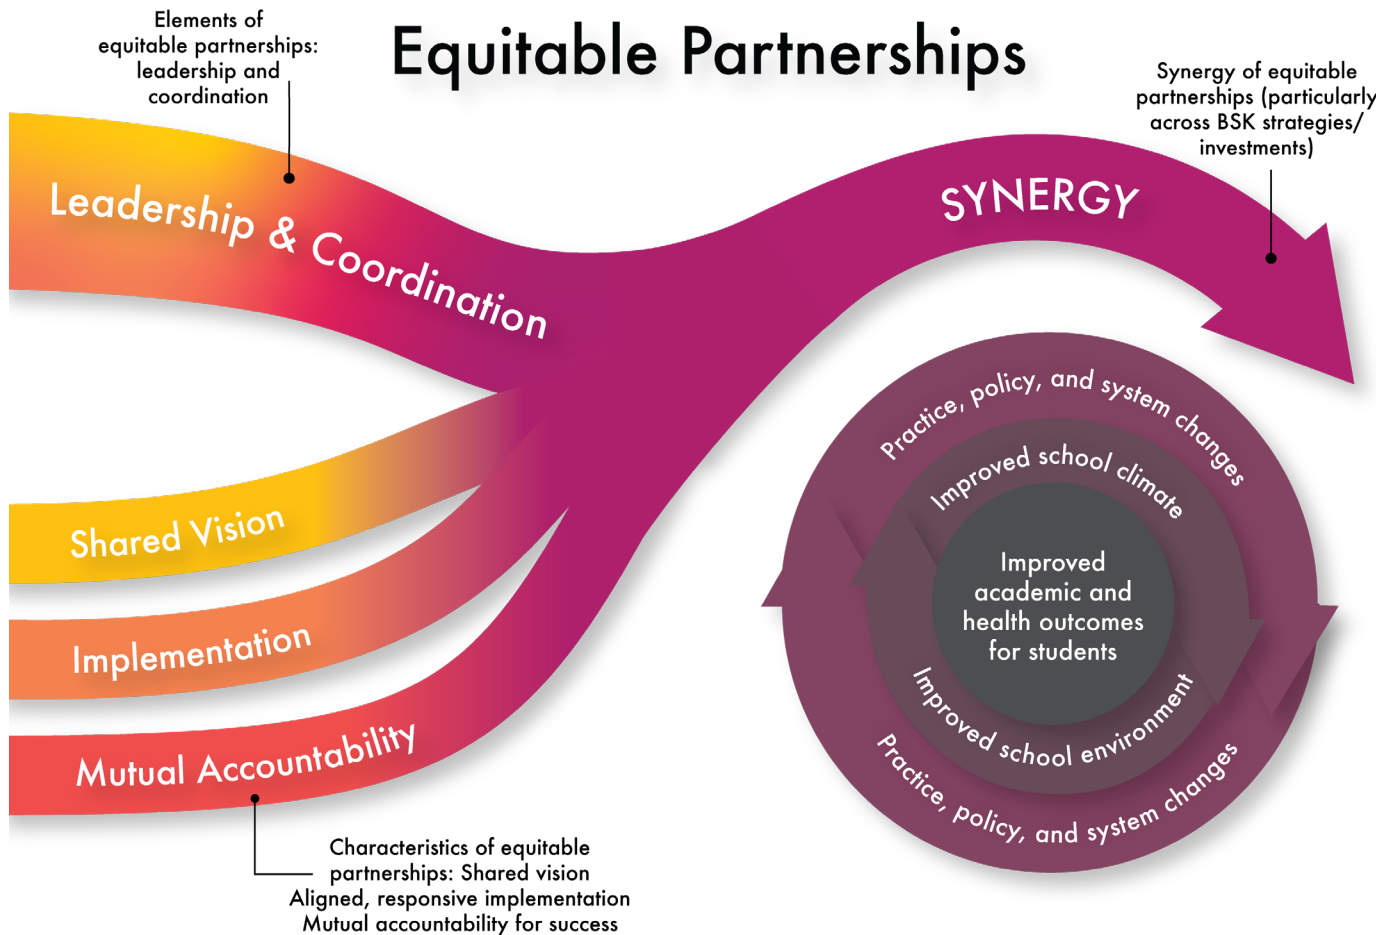 Equitable Partnerships
Elements of
equitable partnerships:
leadership and
coordination
Synergy of equitable
partnerships (particularly
across BSK strategies/
investments)
Leadership & Coordination
SYNERGY
Shared Vision
Implementation
Mutual Accountability
Characteristics of equitable
partnerships: Shared vision
Aligned, responsive implementation
Mutual accountability for success
Practice, policy, and system changes
Improved school climate
Improved
academic and
health outcomes
for students
Improved school environment
Practice, policy, and system changes